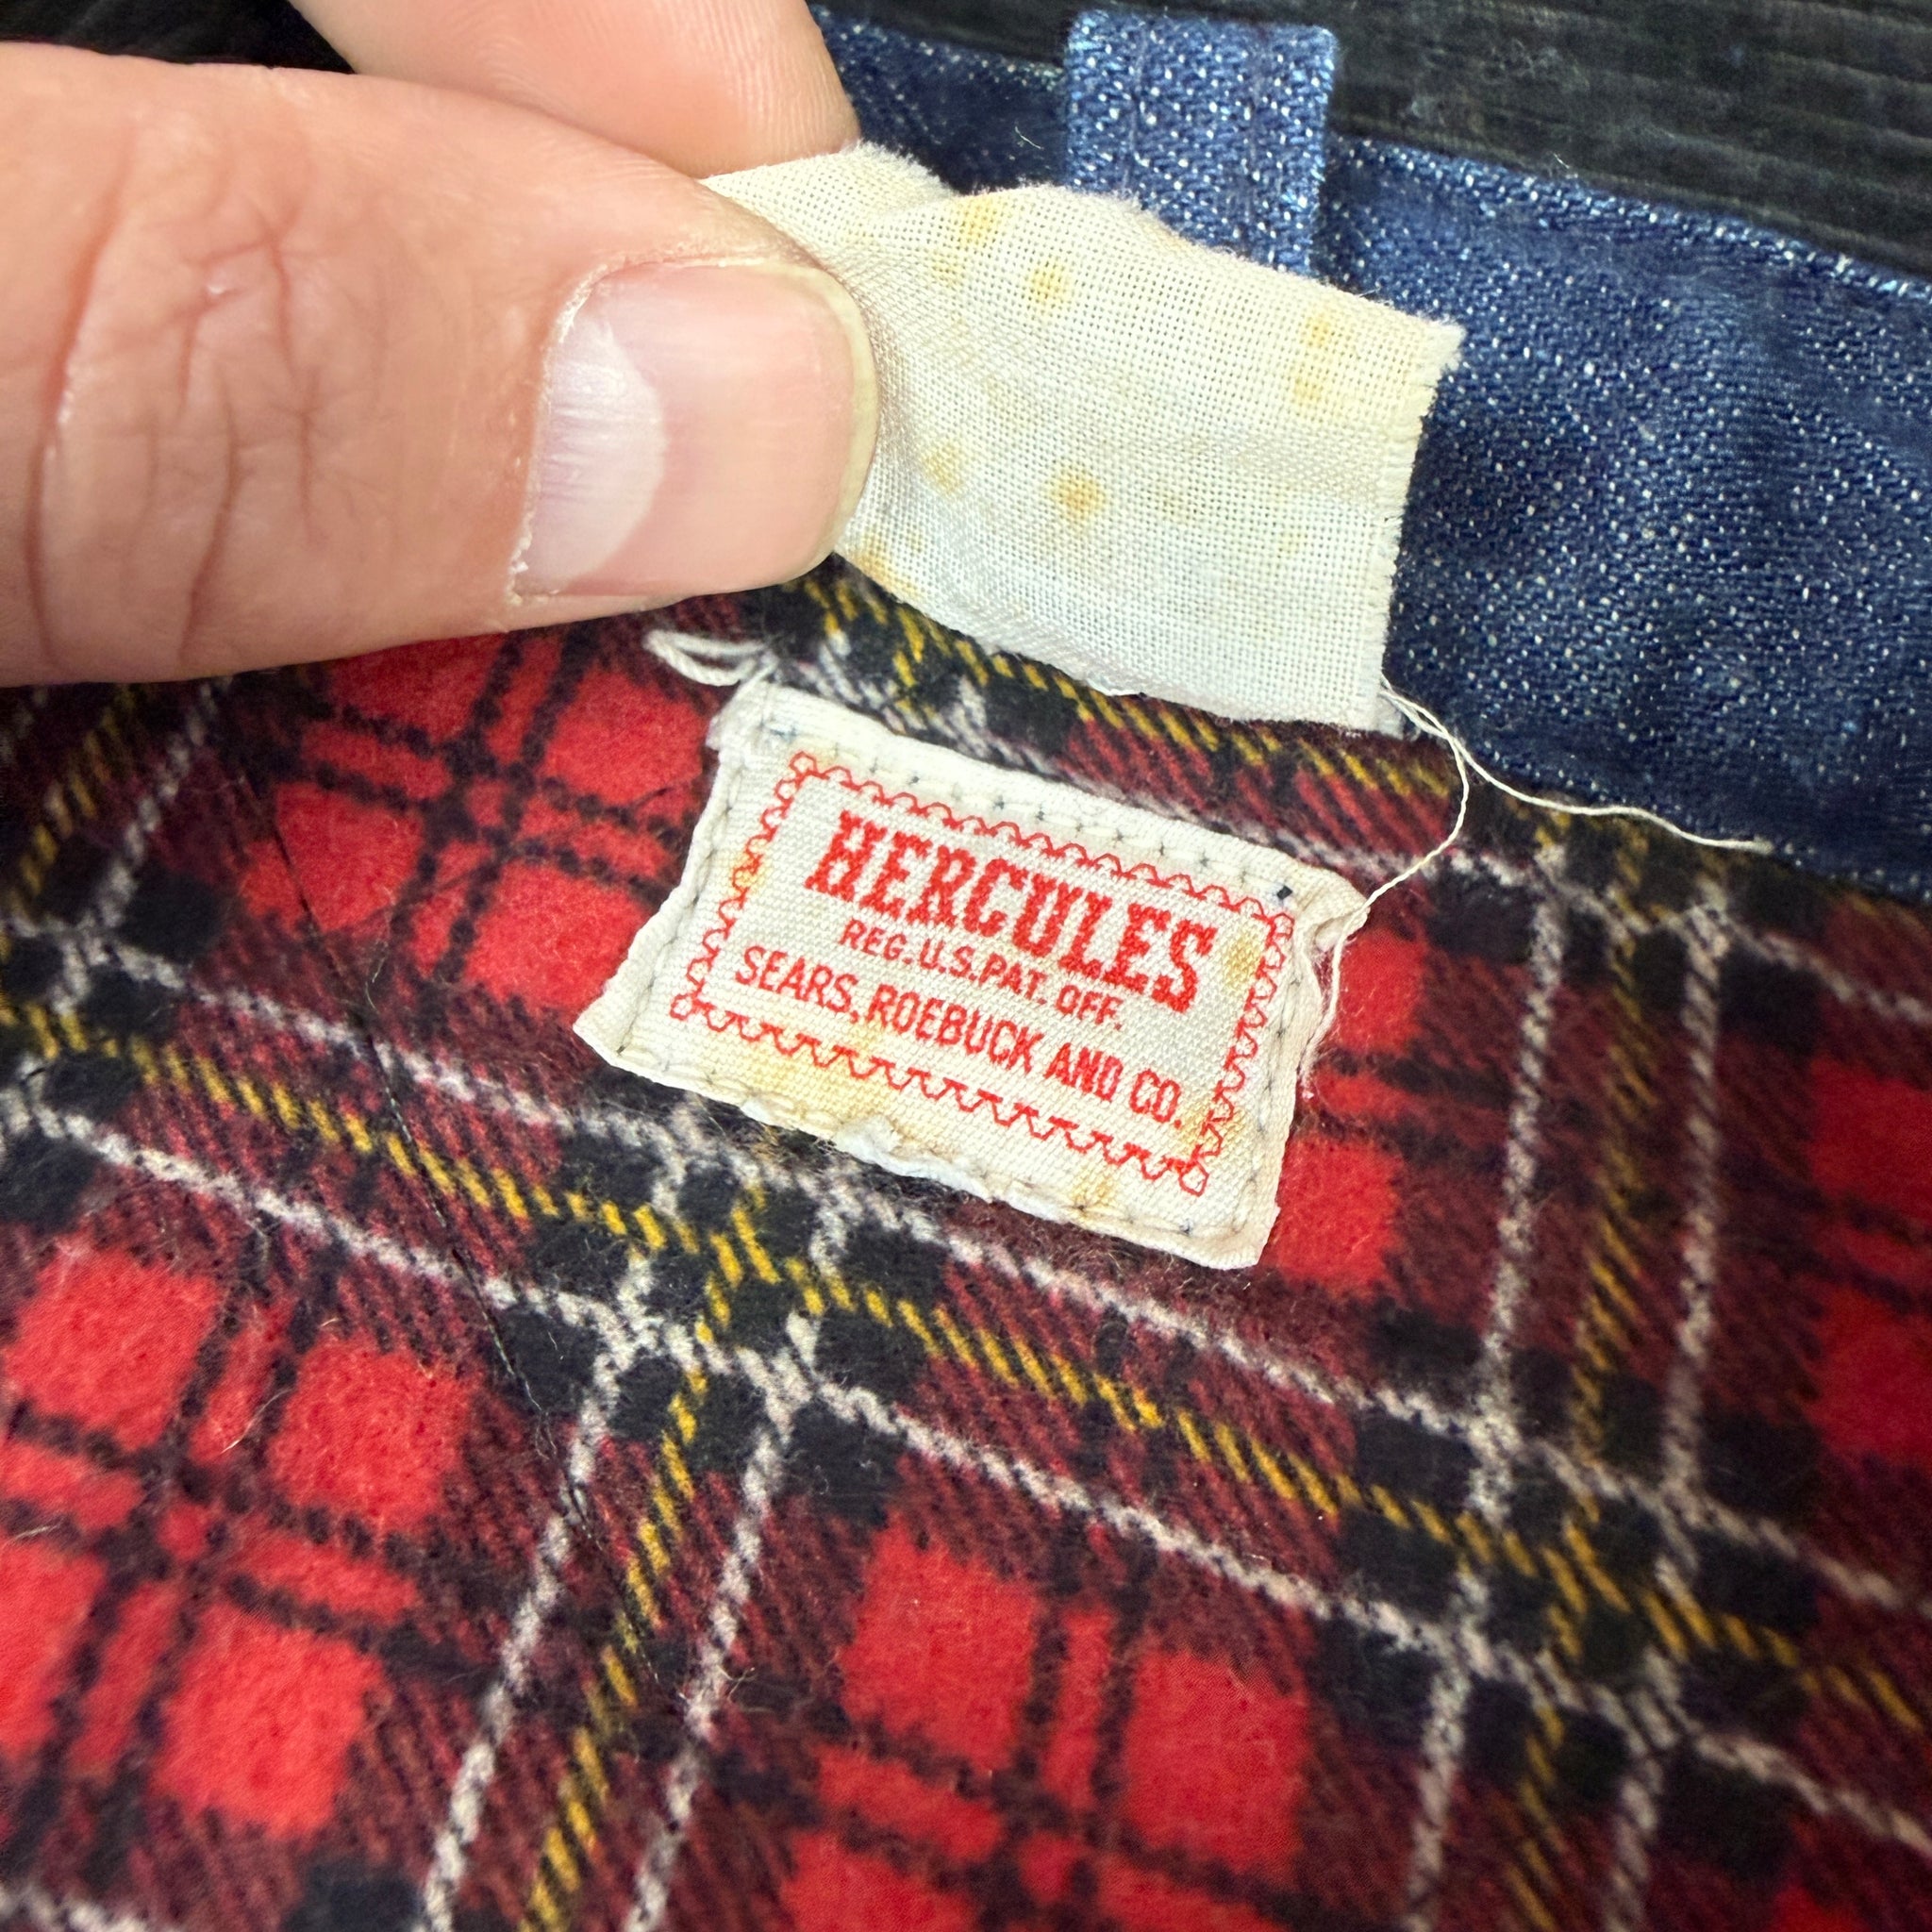 HERCULES
REG.U.S.PAT.OFF.
SEARS,ROEBUCK AND CO.